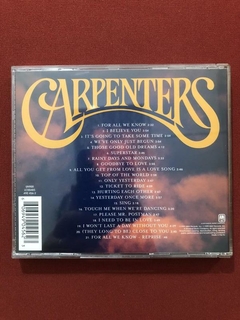 CARPENTERS
1. FOR ALL WE KNOW
2. I BELIEVE YOU
3. IT'S GOING TO TAKE SOME TIME
4. WE'VE ONLY JUST BEGUN
5. THOSE GOOD OLD DREAMS
6. SUPERSTAR
7. RAINY DAYS AND MONDAYS
8. GOODBYE TO LOVE
9. ALL YOU GET FROM LOVE IS A LOVE SONG
10. TOP OF THE WORLD
11. ONLY YESTERDAY
12. TICKET TO RIDE
13. HURTING EACH OTHER
14. YESTERDAY ONCE MORE
15. SING
16. TOUCH ME WHEN WE'RE DANCING
17. PLEASE MR. POSTMAN
18. I NEED TO BE IN LOVE
19. I WON'T LAST A DAY WITHOUT YOU
20. (THEY LONG TO BE) CLOSE TO YOU
21. FOR ALL WE KNOW - REPRISE